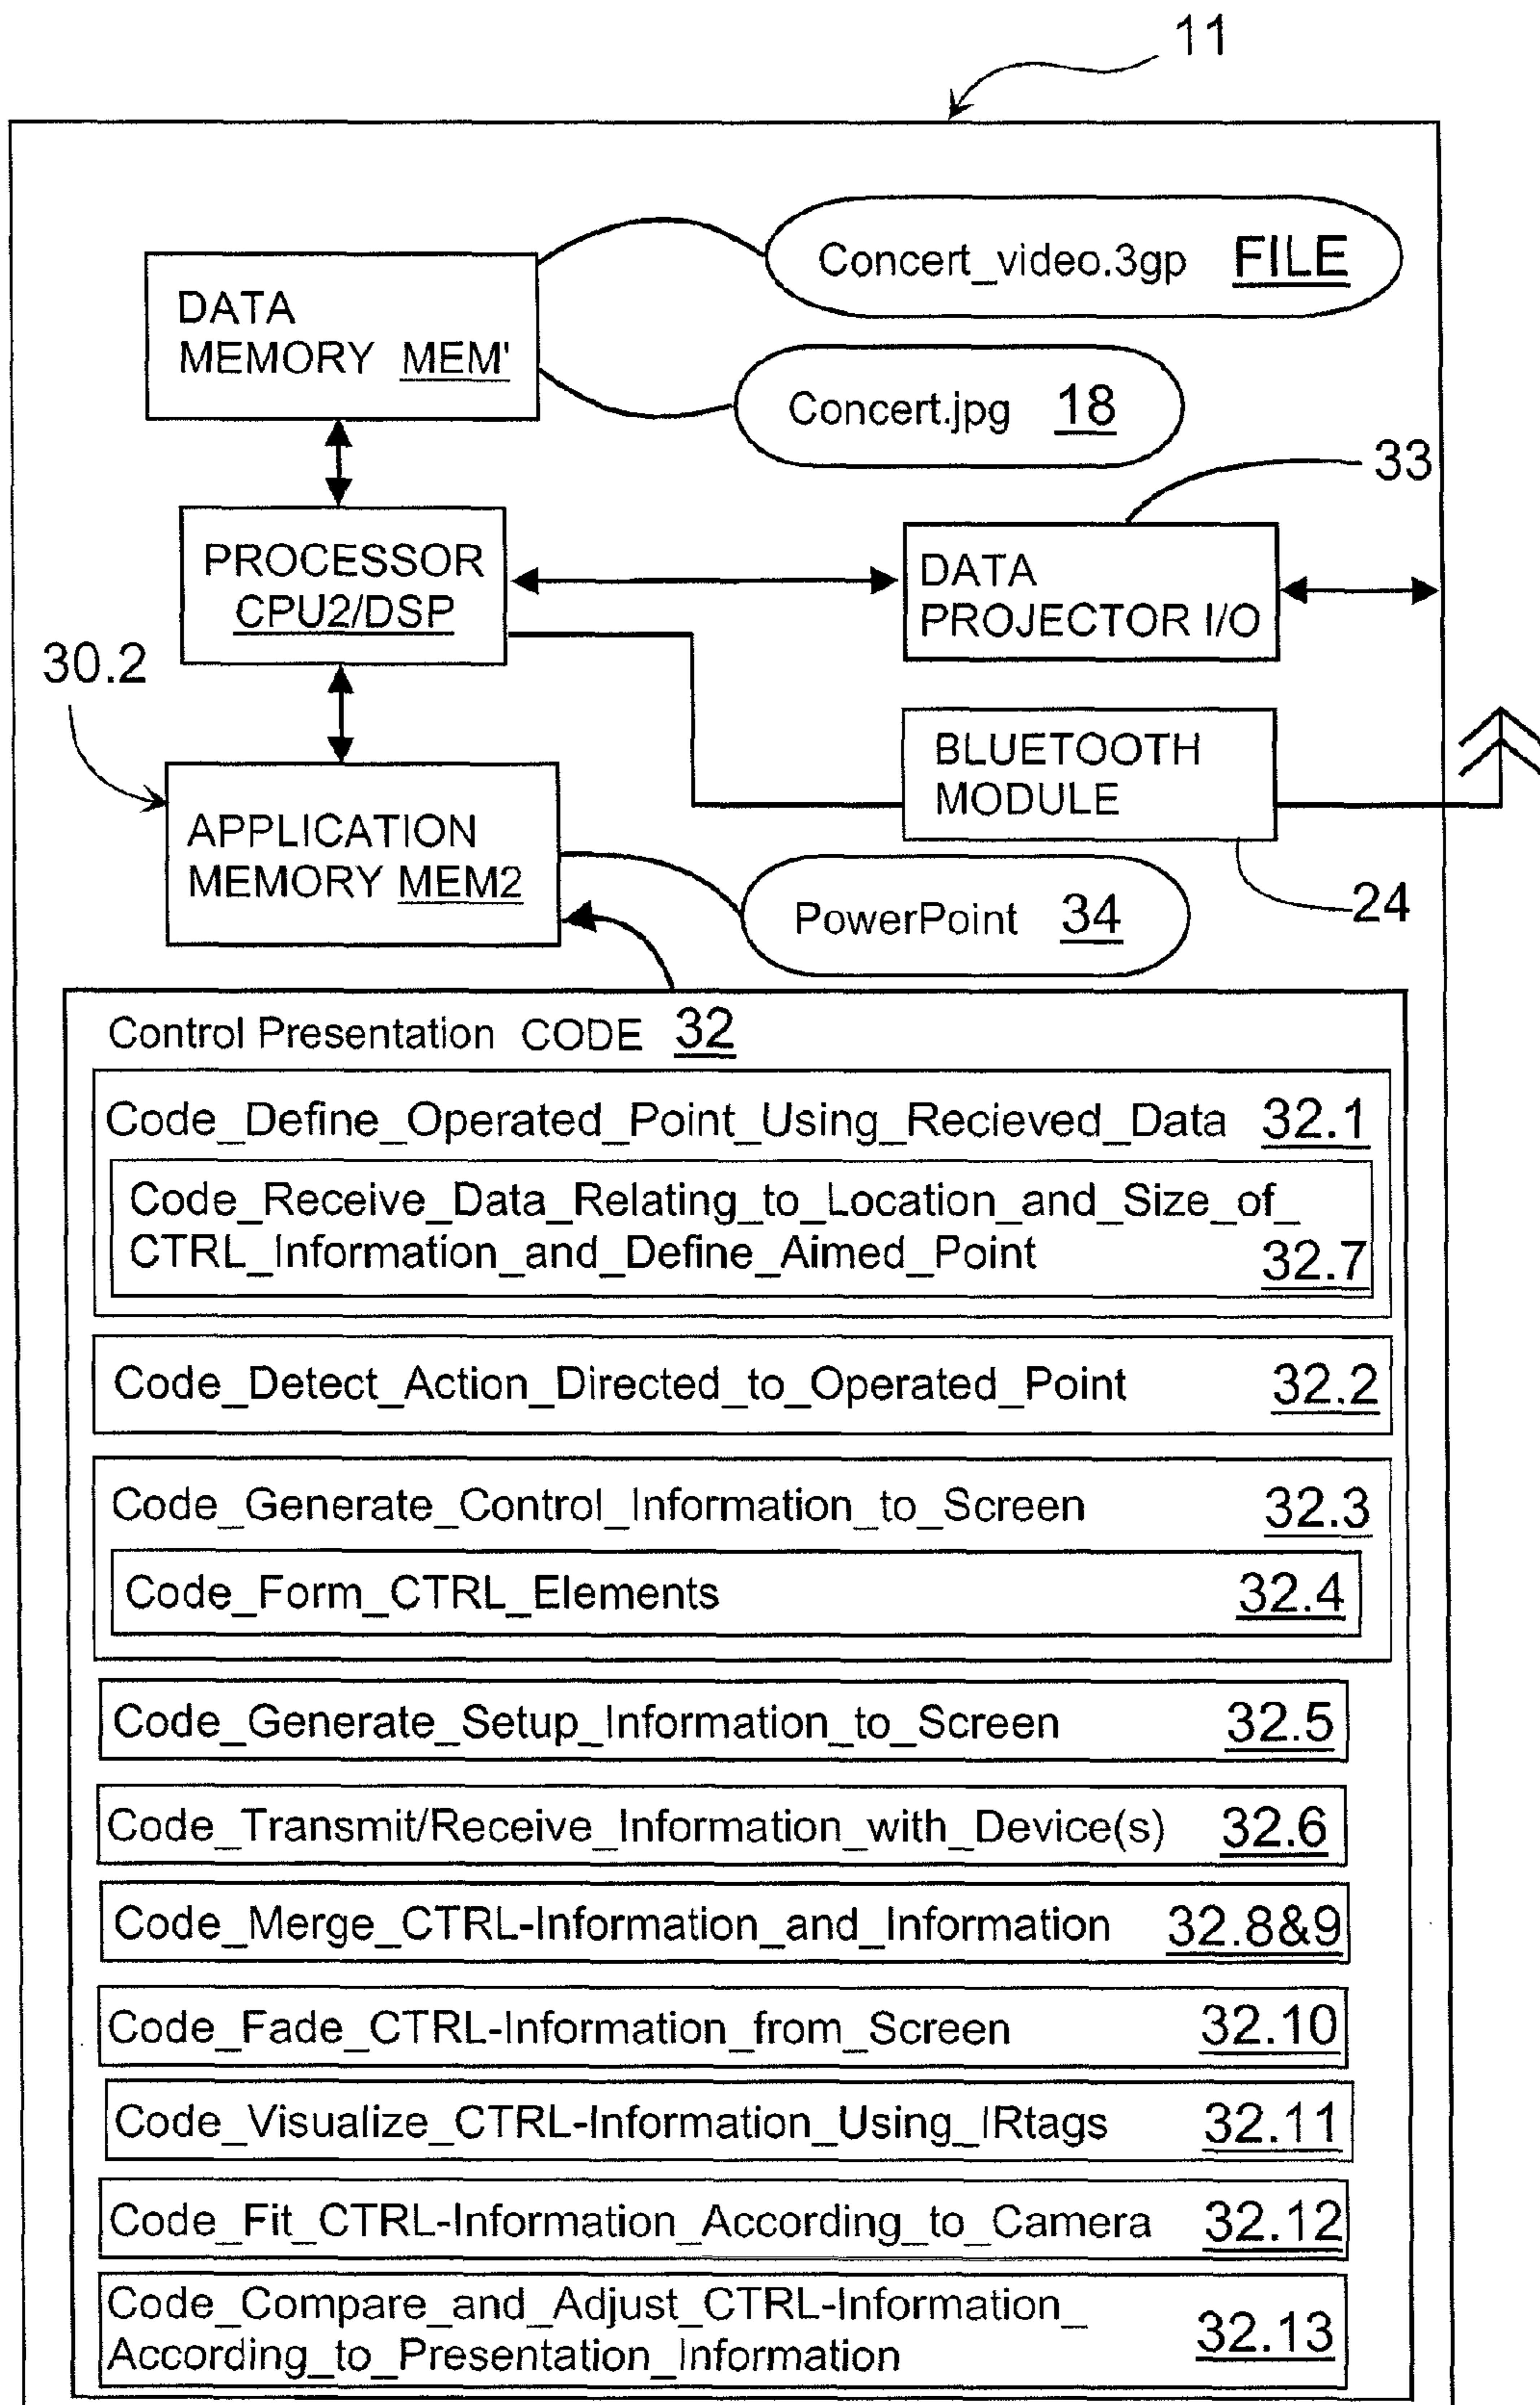 11
Concert_video.3gp FILE
DATA
MEMORY MEM'
Concert.jpg 18
33
PROCESSOR
CPU2/DSP
DATA
PROJECTOR I/O
30.2
BLUETOOTH
MODULE
APPLICATION
MEMORY MEM2
24
PowerPoint 34
Control Presentation CODE 32
Code_Define_Operated_Point_Using_Recieved_Data 32.1
Code_Receive_Data_Relating_to_Location_and_Size_of_
CTRL_Information_and_Define_Aimed_Point 32.7
Code_Detect_Action_Directed_to_Operated_Point 32.2
Code_Generate_Control_Information_to_Screen 32.3
Code_Form_CTRL_Elements 32.4
Code_Generate_Setup_Information_to_Screen 32.5
Code_Transmit/Receive_Information_with_Device(s) 32.6
Code_Merge_CTRL-Information_and_Information 32.8&9
Code_Fade_CTRL-Information_from_Screen 32.10
Code_Visualize_CTRL-Information_Using_IRtags 32.11
Code_Fit_CTRL-Information_According_to_Camera 32.12
Code_Compare_and_Adjust_CTRL-Information_
According_to_Presentation_Information 32.13